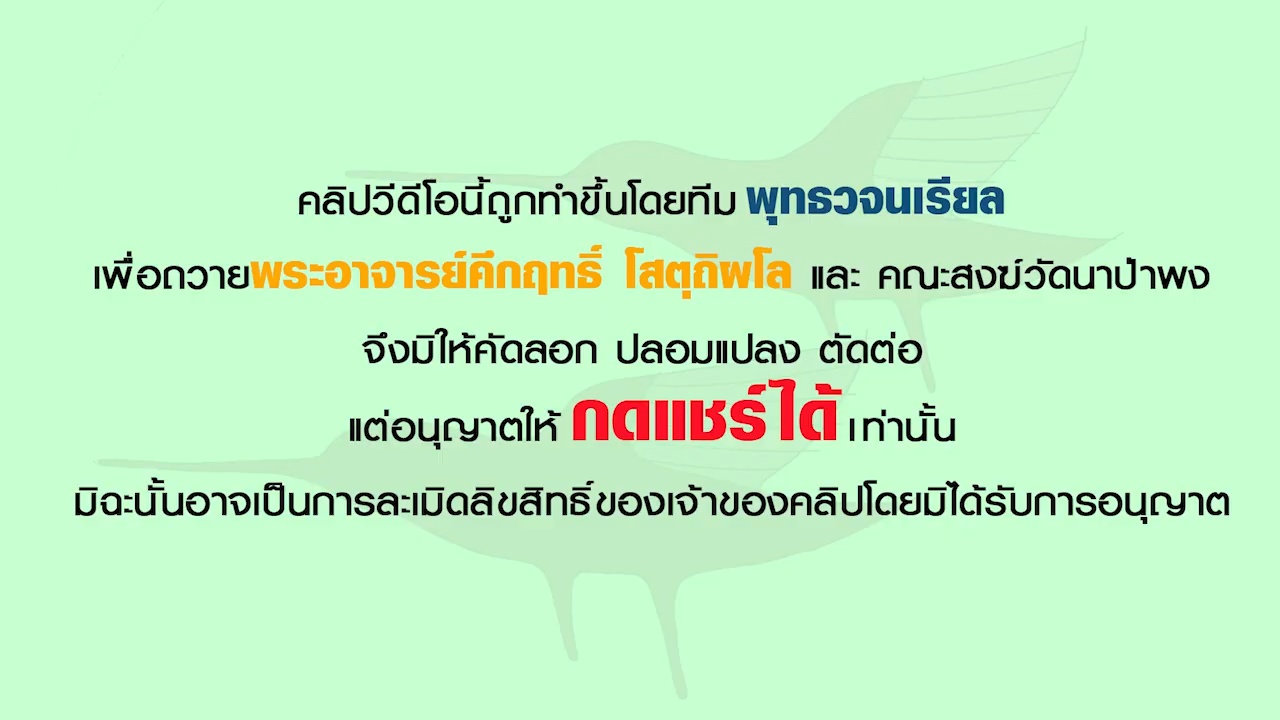 คลิปวีดีโอนี้ถูกทำขึ้นโดยทีม พุทธวจนเรียล
เพื่อถวายพระอาจารย์คึกฤทธิ์ โสตฺถิผโล และ คณะสงฆ์วัดนาป่าพง
จึงมิให้คัดลอก ปลอมแปลง ตัดต่อ
แต่อนุญาตให้ กดแชร์ได้ เท่านั้น
มิฉะนั้นอาจเป็นการละเมิดลิขสิทธิ์ของเจ้าของคลิปโดยมิได้รับการอนุญาต